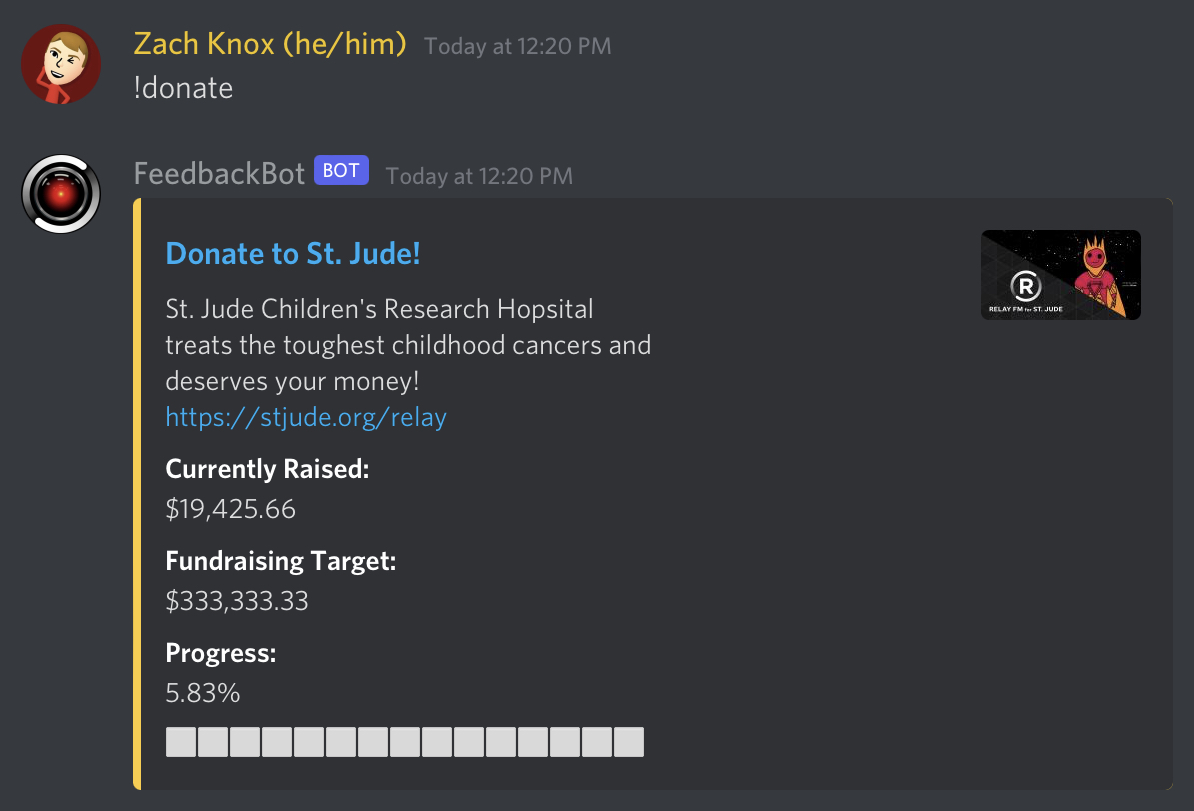 Zach Knox (he/him) Today at 12:20 PM
!donate
FeedbackBot BOT Today at 12:20 PM
Donate to St. Jude!
St. Jude Children's Research Hopsital
treats the toughest childhood cancers and
deserves your money!
https://stjude.org/relay
R
RELAY FM for ST. JUDE
Currently Raised:
$19,425.66
Fundraising Target:
$333,333.33
Progress:
5.83%